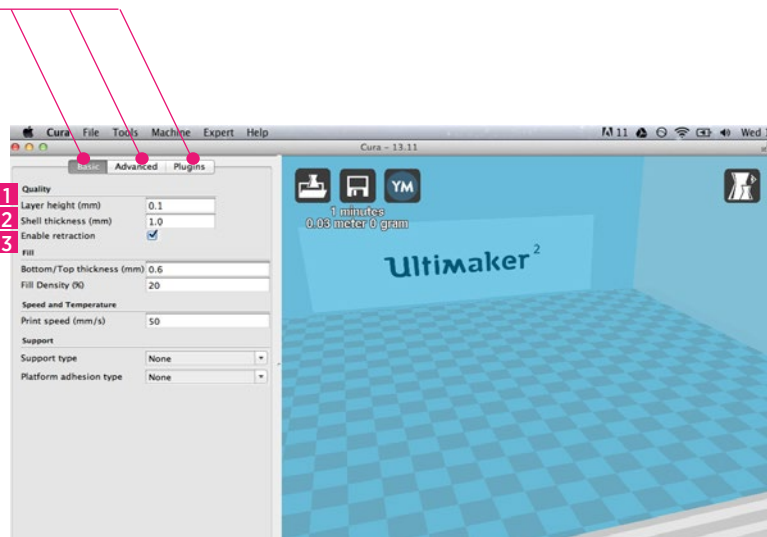 Cura File Tools Machine Expert Help
11
Wed
Cura – 13.11
Basic Advanced Plugins
1
Quality
Layer height (mm) 0.1
2
Shell thickness (mm) 1.0
3
Enable retraction
Fill
Bottom/Top thickness (mm) 0.6
Fill Density (%) 20
Speed and Temperature
Print speed (mm/s) 50
Support
Support type None
Platform adhesion type None
YM
1 minutes
0.03 meter 0 gram
Ultimaker 2